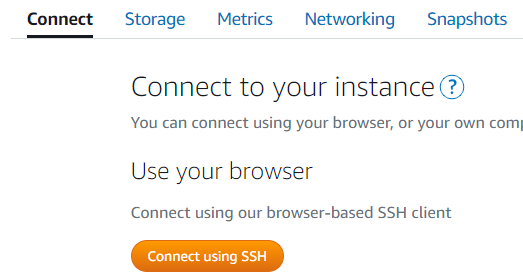 Connect Storage Metrics Networking Snapshots
Connect to your instance ?
You can connect using your browser, or your own
Use your browser
Connect using our browser-based SSH client
Connect using SSH